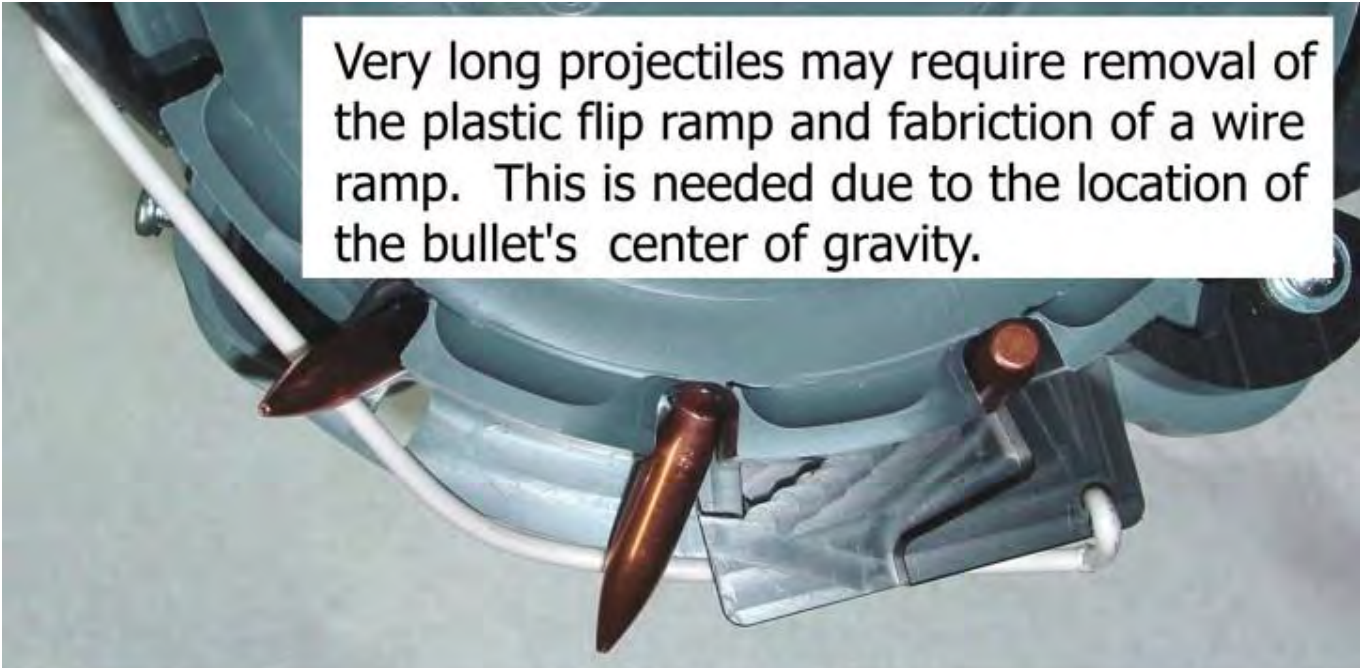 Very long projectiles may require removal of
the plastic flip ramp and fabriction of a wire
ramp.  This is needed due to the location of
the bullet's  center of gravity.